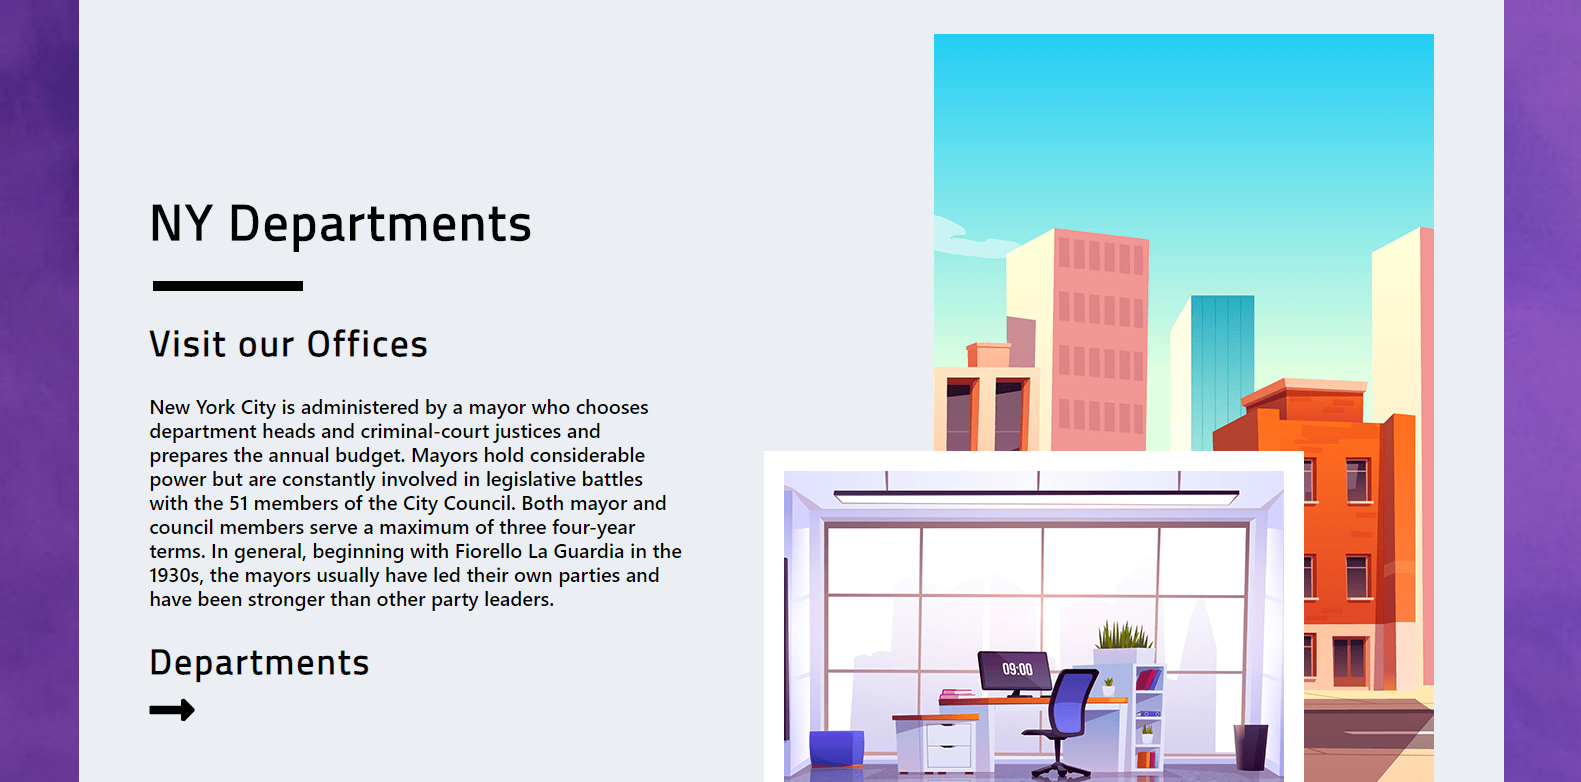 NY Departments
Visit our Offices
New York City is administered by a mayor who chooses
department heads and criminal-court justices and
prepares the annual budget. Mayors hold considerable
power but are constantly involved in legislative battles
with the 51 members of the City Council. Both mayor and
council members serve a maximum of three four-year
terms. In general, beginning with Fiorello La Guardia in the
1930s, the mayors usually have led their own parties and
have been stronger than other party leaders.
Departments
09:00